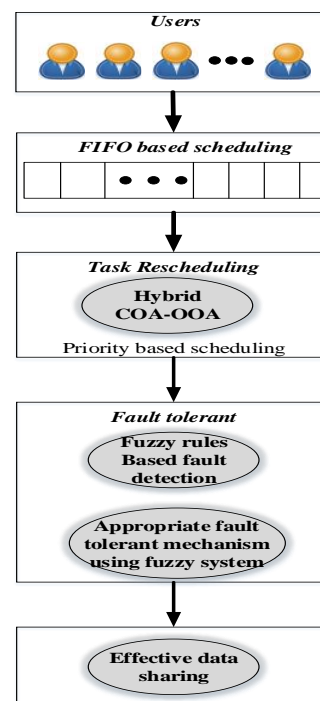 Users
FIFO based scheduling
Task Rescheduling
Hybrid
COA-OOA
Priority based scheduling
Fault tolerant
Fuzzy rules
Based fault
detection
Appropriate fault
tolerant mechanism
using fuzzy system
Effective data
sharing